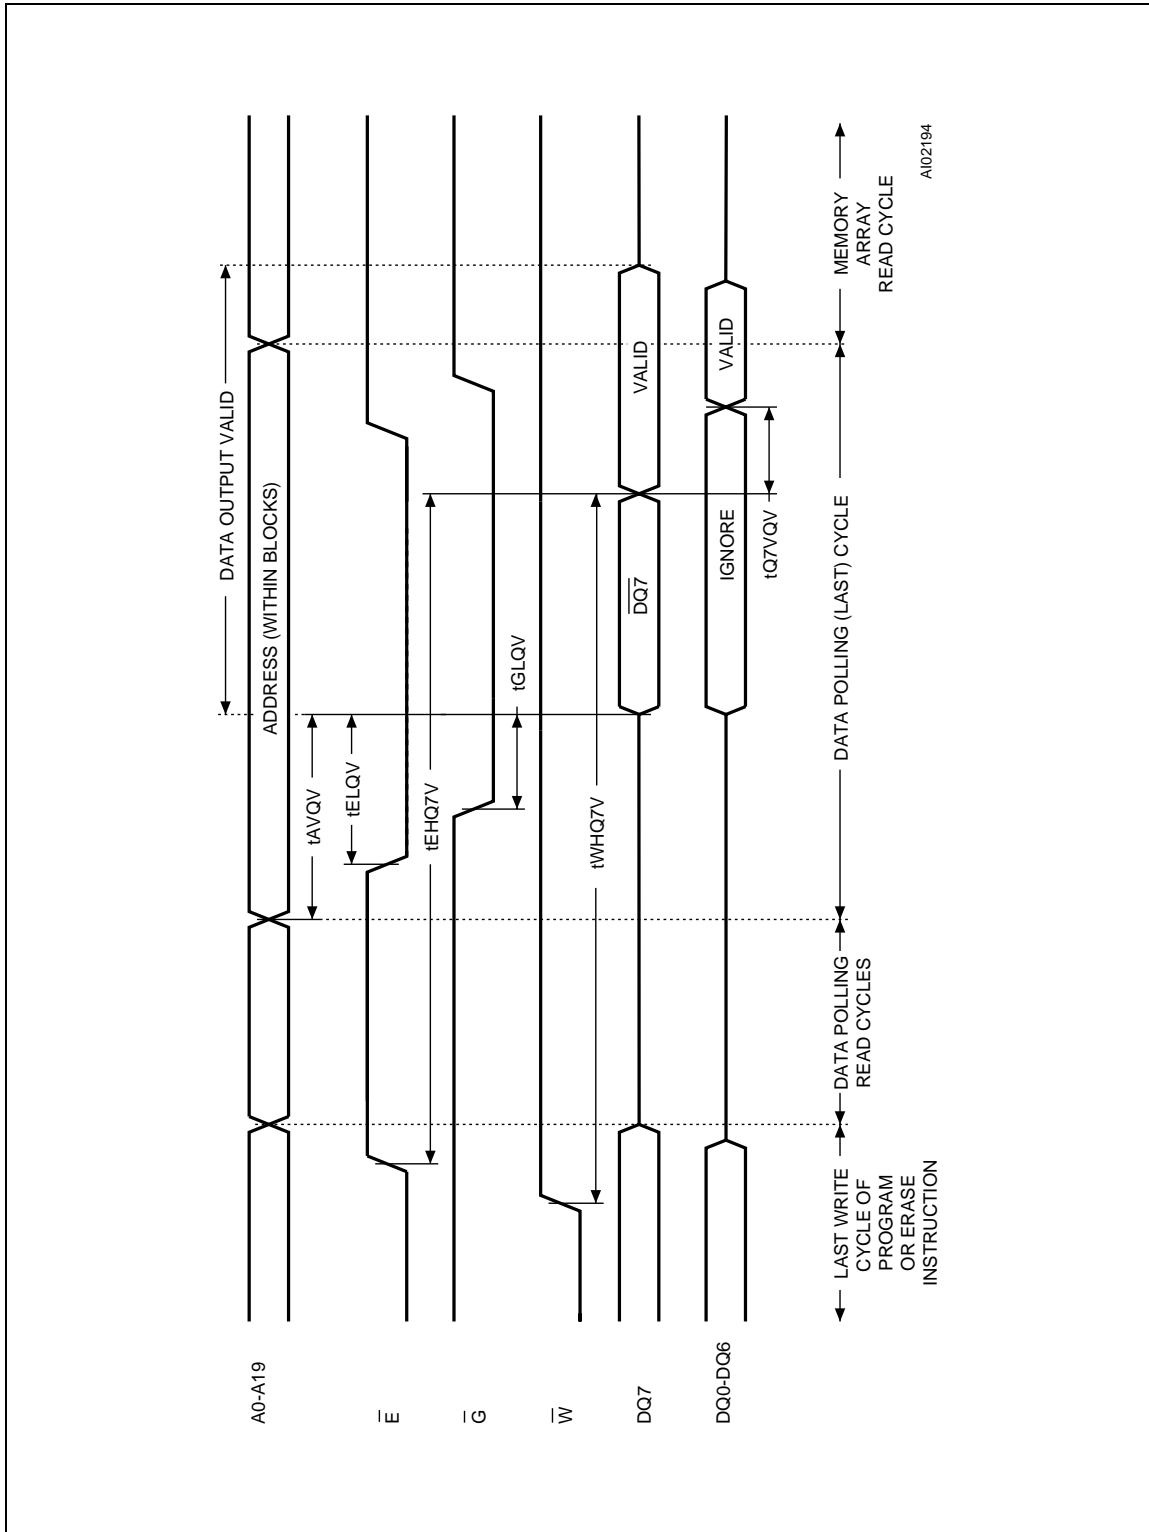 A0-A19
E
G
W
DQ7
DQ0-DQ6
ADDRESS (WITHIN BLOCKS)
DATA OUTPUT VALID
tAVQV
tELQV
tEHQ7V
tGLQV
tWHQ7V
DQ7
VALID
IGNORE
VALID
tQ7VQV
LAST WRITE
CYCLE OF
PROGRAM
OR ERASE
INSTRUCTION
DATA POLLING
READ CYCLES
DATA POLLING (LAST) CYCLE
MEMORY
ARRAY
READ CYCLE
AI02194